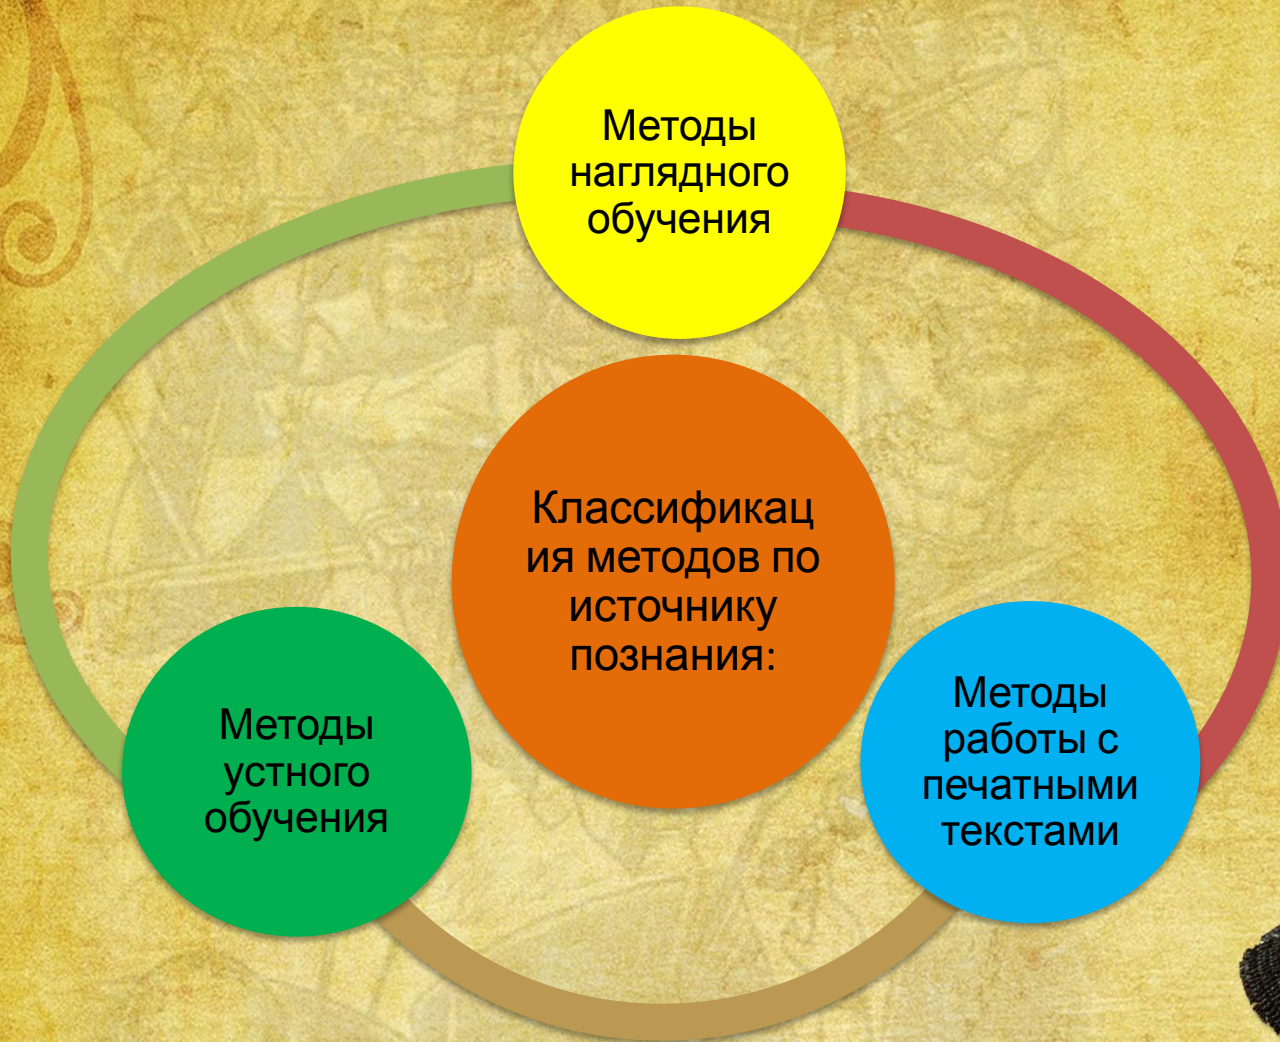 Методы
наглядного
обучения
Классификац
ия методов по
источнику
познания:
Методы
устного
обучения
Методы
работы с
печатными
текстами